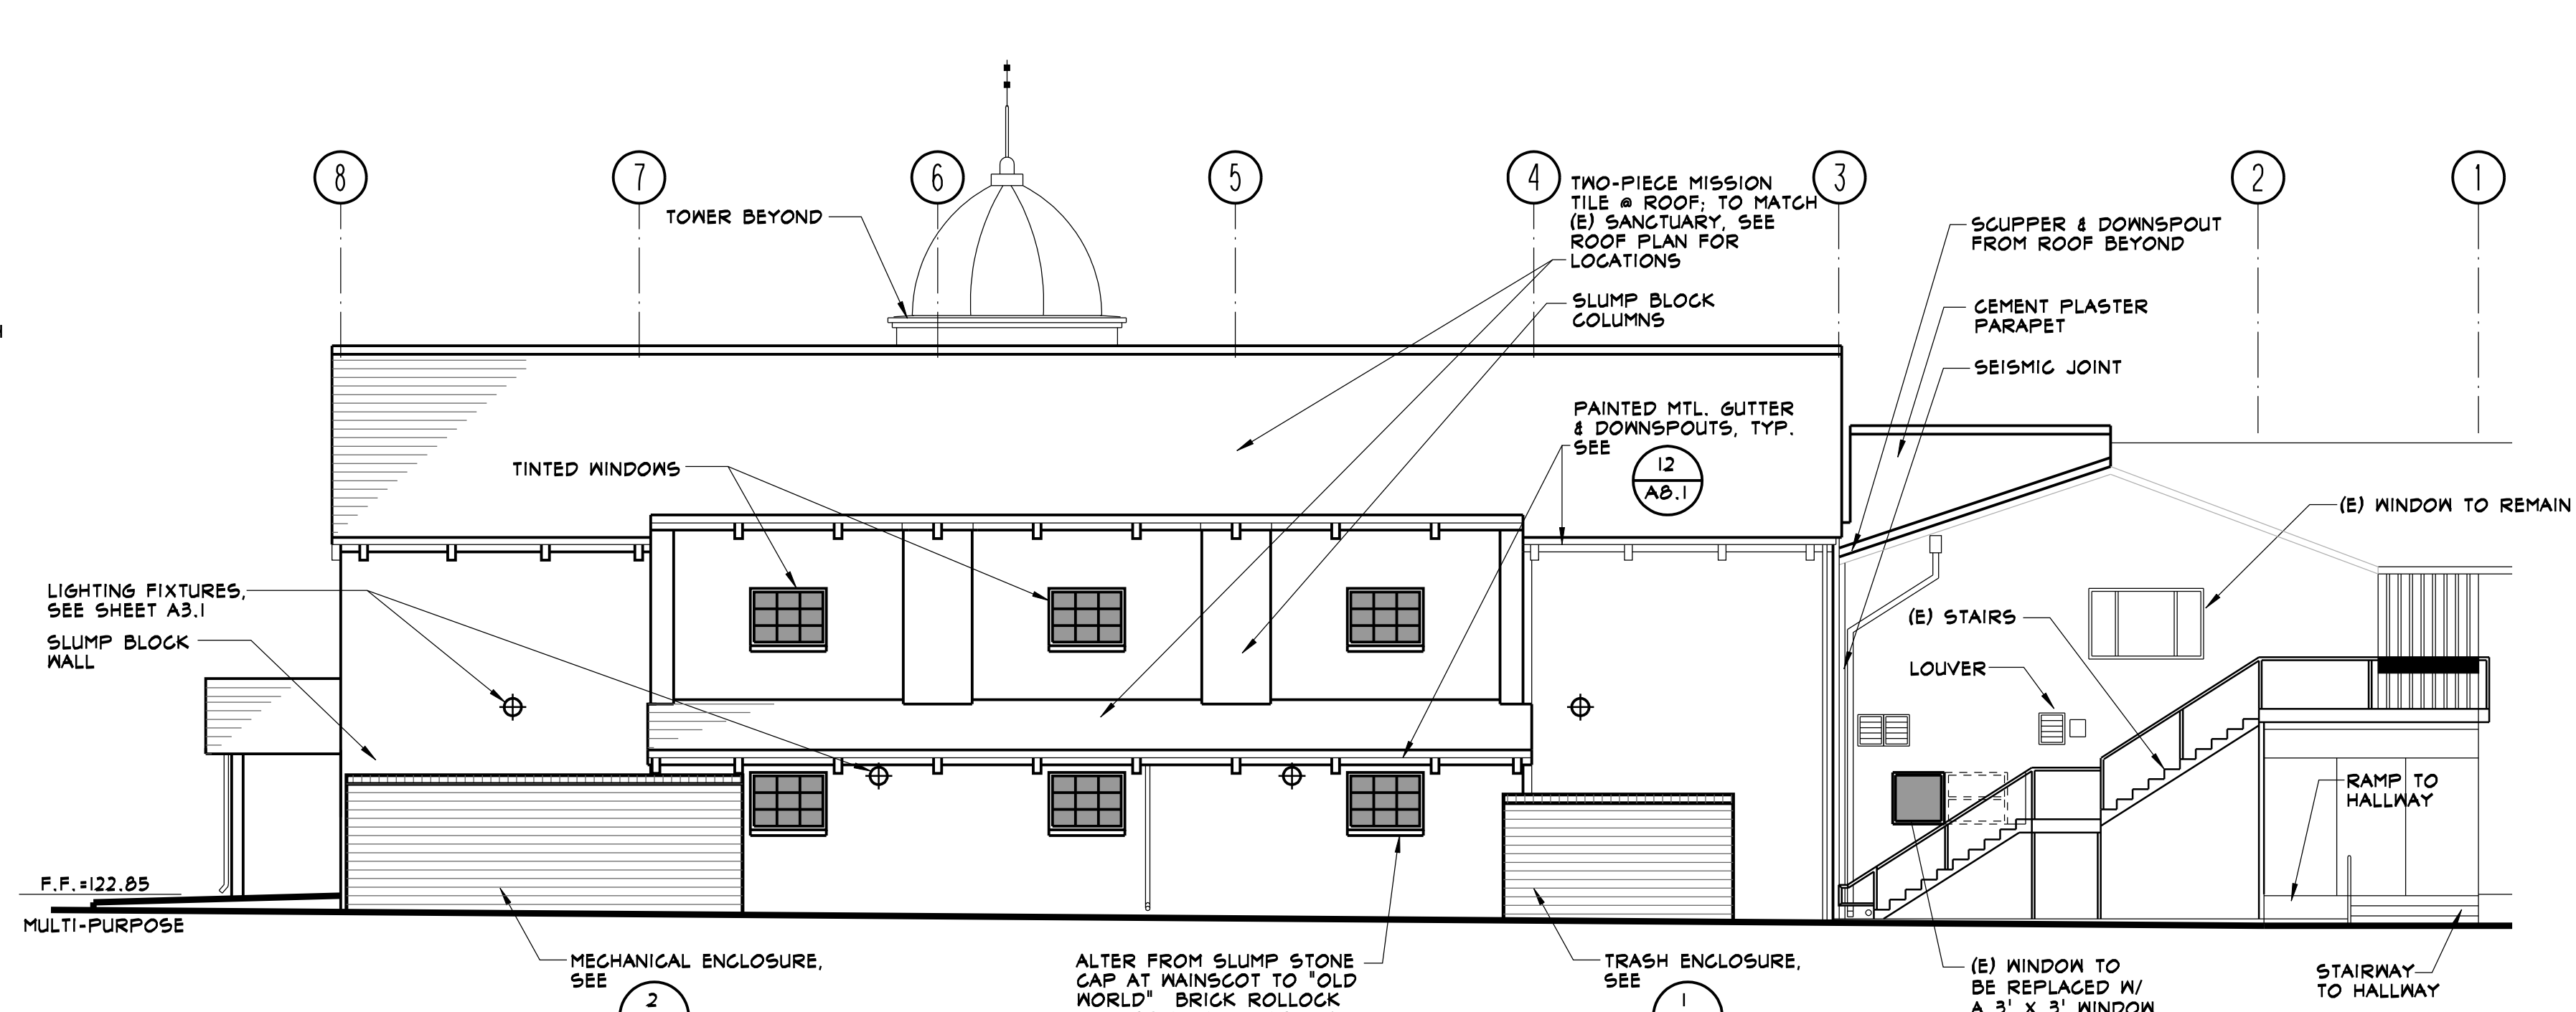 8
7
6
5
4
3
2
1
TOWER BEYOND
TWO-PIECE MISSION
TILE @ ROOF; TO MATCH
(E) SANCTUARY, SEE
ROOF PLAN FOR
LOCATIONS
SLUMP BLOCK
COLUMNS
SCUPPER & DOWNSPOUT
FROM ROOF BEYOND
CEMENT PLASTER
PARAPET
SEISMIC JOINT
PAINTED MTL. GUTTER
& DOWNSPOUTS, TYP.
SEE
12
A8.1
TINTED WINDOWS
(E) WINDOW TO REMAIN
LIGHTING FIXTURES,
SEE SHEET A3.1
SLUMP BLOCK
WALL
(E) STAIRS
LOUVER
RAMP TO
HALLWAY
F.F.=122.85
MULTI-PURPOSE
MECHANICAL ENCLOSURE,
SEE
2
ALTER FROM SLUMP STONE
CAP AT WAINSCOT TO "OLD
WORLD" BRICK ROLLOCK
TRASH ENCLOSURE,
SEE
1
(E) WINDOW TO
BE REPLACED W/
A 3' X 3' WINDOW
STAIRWAY
TO HALLWAY